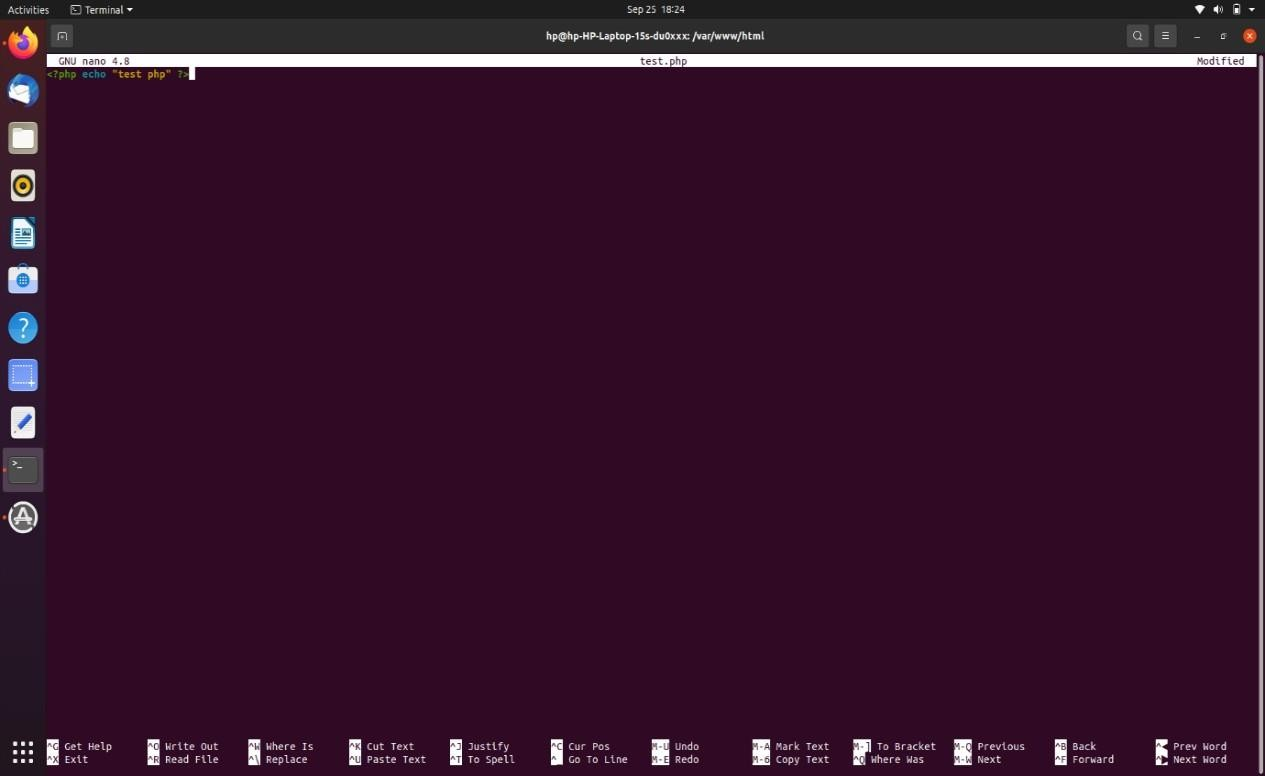 Activities Terminal Sep 25 18:24
hp@hp-HP-Laptop-15s-du0xxx: /var/www/html
GNU nano 4.8 test.php Modified
<?php echo "test php" ?>
^G Get Help ^O Write Out ^W Where Is ^K Cut Text ^J Justify ^C Cur Pos M-U Undo M-A Mark Text M-] To Bracket M-Q Previous ^B Back ^◀ Prev Word
^X Exit ^R Read File ^\ Replace ^U Paste Text ^T To Spell ^_ Go To Line M-E Redo M-6 Copy Text ^Q Where Was M-W Next ^F Forward ^▶ Next Word